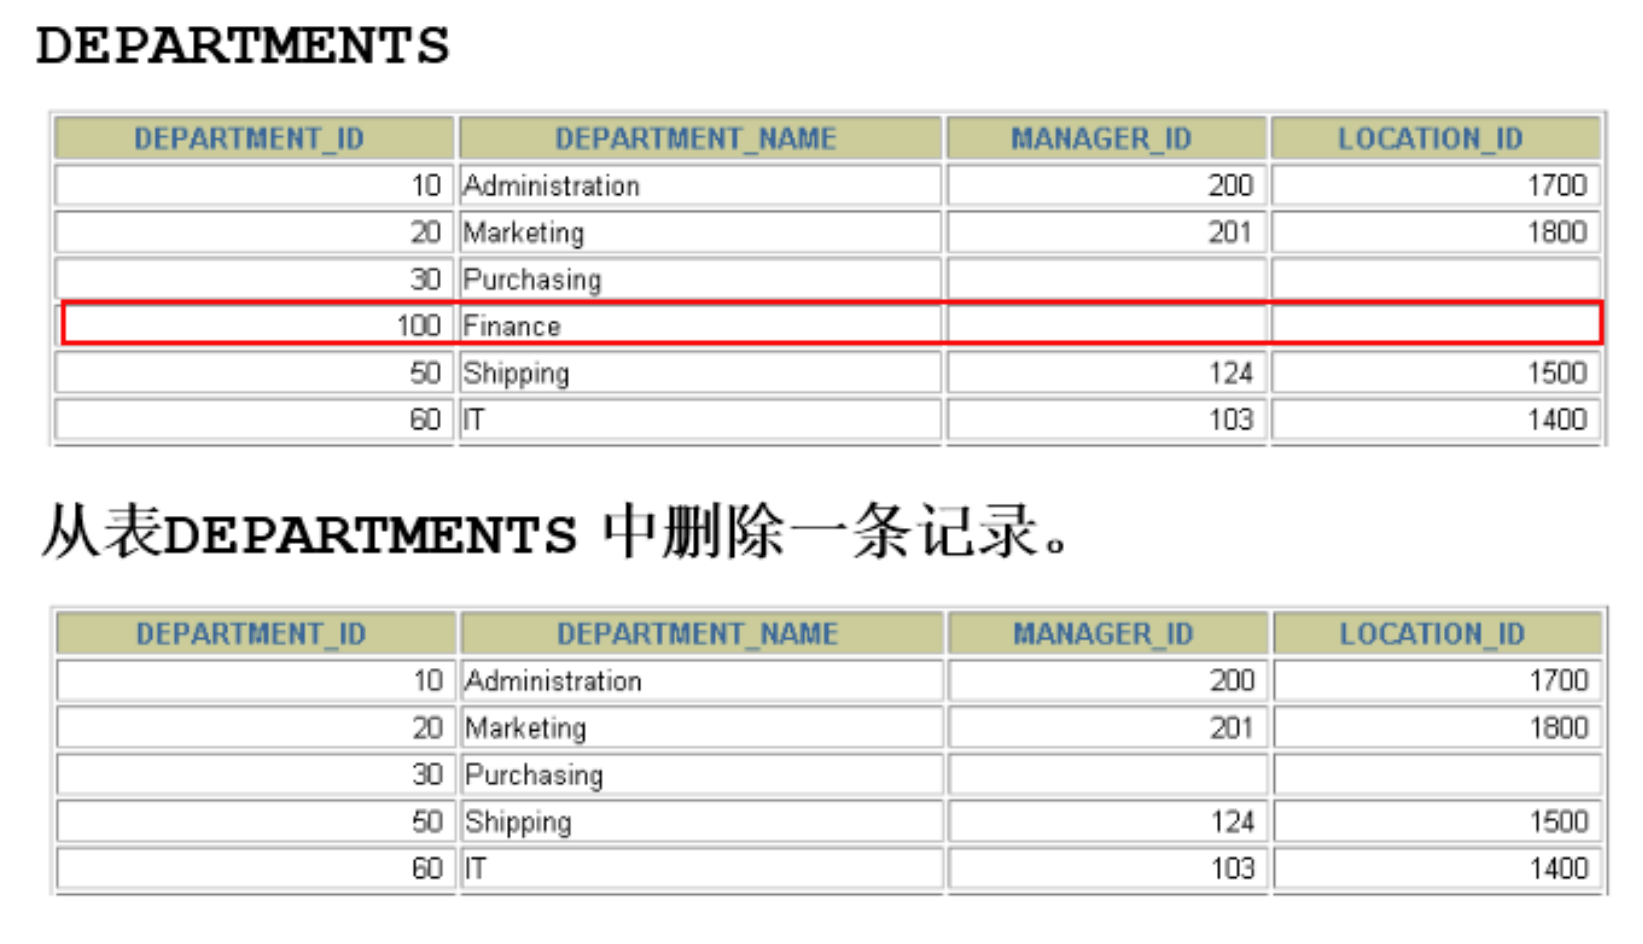 DEPARTMENTS
DEPARTMENT_ID DEPARTMENT_NAME MANAGER_ID LOCATION_ID
10 Administration 200 1700
20 Marketing 201 1800
30 Purchasing
100 Finance
50 Shipping 124 1500
60 IT 103 1400
从表DEPARTMENTS 中删除一条记录。
DEPARTMENT_ID DEPARTMENT_NAME MANAGER_ID LOCATION_ID
10 Administration 200 1700
20 Marketing 201 1800
30 Purchasing
50 Shipping 124 1500
60 IT 103 1400